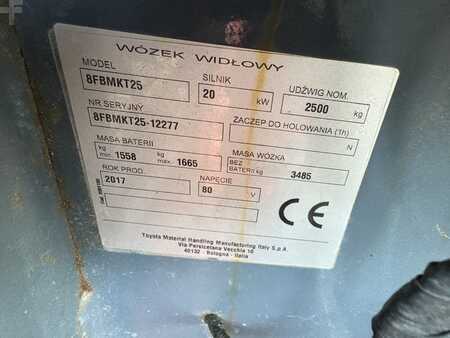 WÓZEK WIDŁOWY
MODEL SILNIK UDŹWIG NOM.
8FBMKT25 20 kW 2500 kg
NR SERYJNY ZACZEP DO HOLOWANIA (1h)
8FBMKT25-12277 N
MASA BATERII MASA WÓZKA
kg min. 1558 kg max. 1665 BEZ BATERII kg 3485
ROK PROD. NAPIĘCIE
2017 80 V
CE
Toyota Material Handling Manufacturing Italy S.p.A.
Via Persicetana Vecchia 10
40132 - Bologna - Italia